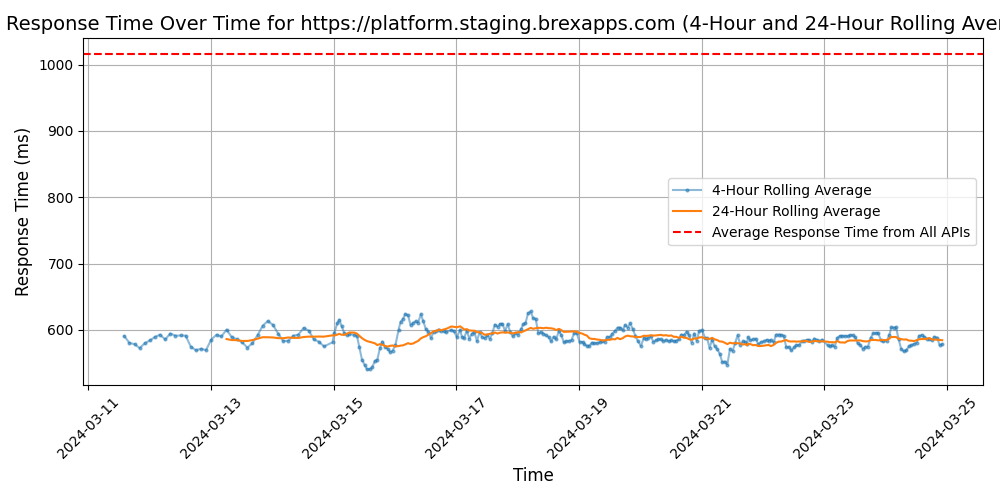 Response Time Over Time for https://platform.staging.brexapps.com (4-Hour and 24-Hour Rolling Aver
Response Time (ms)
1000
900
800
700
600
4-Hour Rolling Average
24-Hour Rolling Average
Average Response Time from All APIs
2024-03-11
2024-03-13
2024-03-15
2024-03-17
2024-03-19
2024-03-21
2024-03-23
2024-03-25
Time